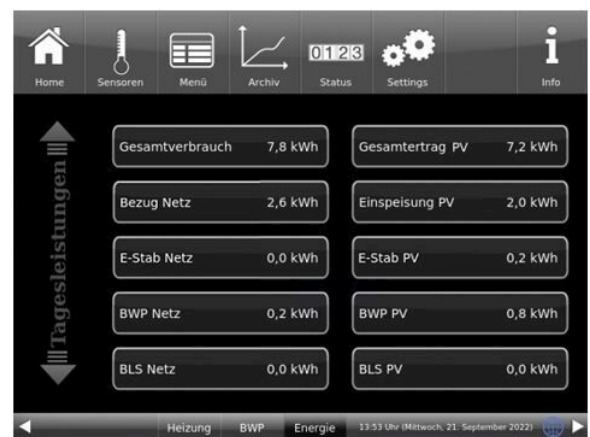 Home Sensoren Menü Archiv 0123 Status Settings i Info
Tagesleistungen
Gesamtverbrauch 7,8 kWh Gesamtertrag PV 7,2 kWh
Bezug Netz 2,6 kWh Einspeisung PV 2,0 kWh
E-Stab Netz 0,0 kWh E-Stab PV 0,2 kWh
BWP Netz 0,2 kWh BWP PV 0,8 kWh
BLS Netz 0,0 kWh BLS PV 0,0 kWh
Heizung BWP Energie 13:53 Uhr (Mittwoch, 21. September 2022)